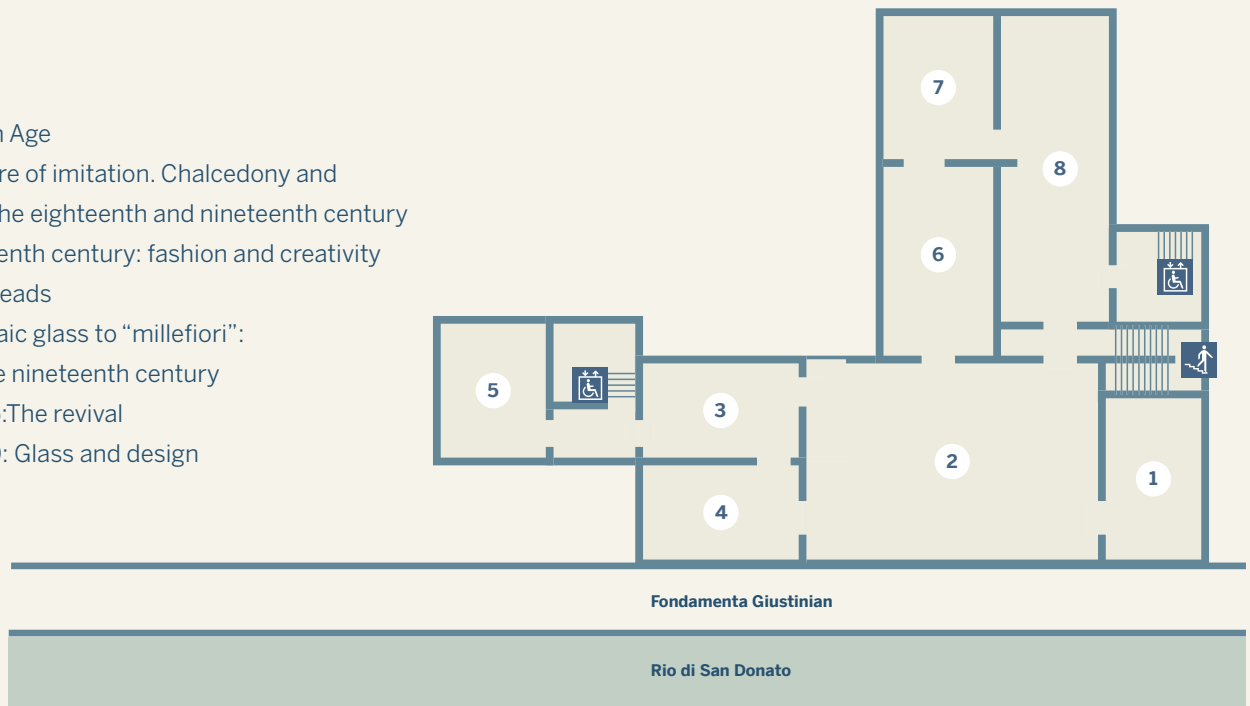 Age
of imitation. Chalcedony and
he eighteenth and nineteenth century
enth century: fashion and creativity
eads
aic glass to “millefiori”:
nineteenth century
:The revival
: Glass and design
7
8
6
5
3
2
1
4
Fondamenta Giustinian
Rio di San Donato